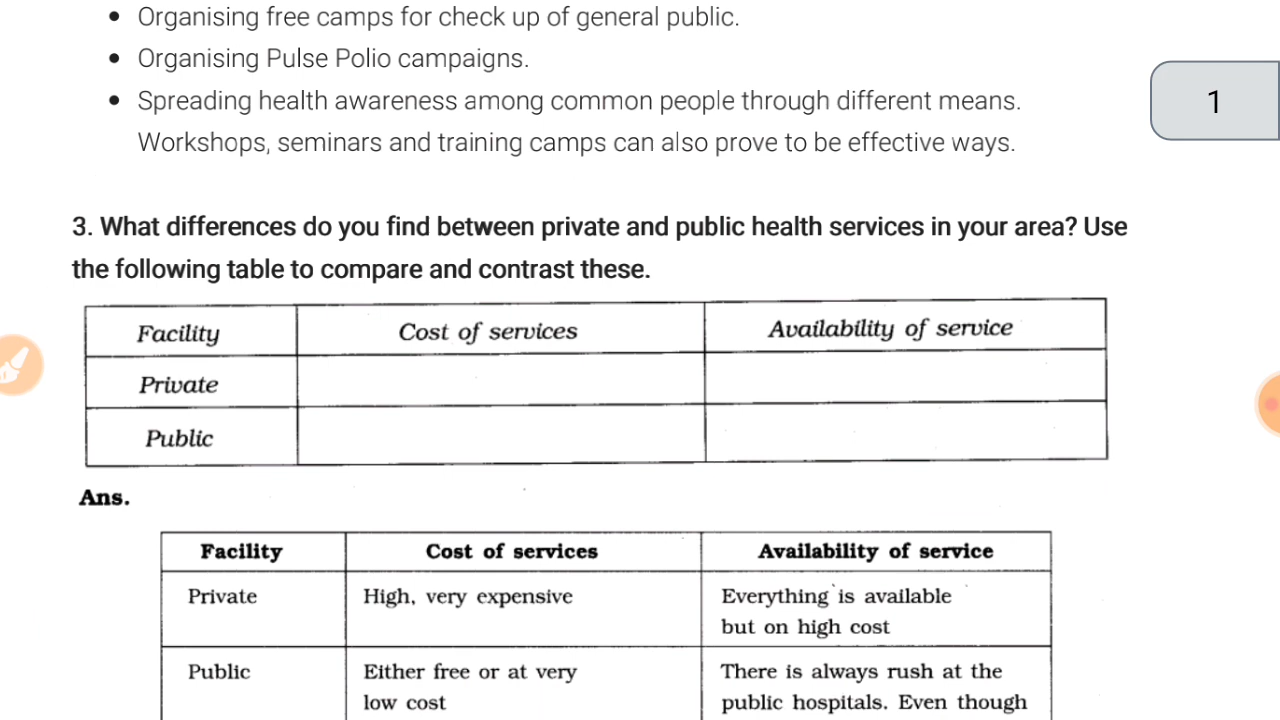 Organising free camps for check up of general public.
Organising Pulse Polio campaigns.
Spreading health awareness among common people through different means.
Workshops, seminars and training camps can also prove to be effective ways.
1
3. What differences do you find between private and public health services in your area? Use
the following table to compare and contrast these.
Facility Cost of services Availability of service
Private
Public
Ans.
Facility Cost of services Availability of service
Private High, very expensive Everything is available
but on high cost
Public Either free or at very There is always rush at the
low cost public hospitals. Even though